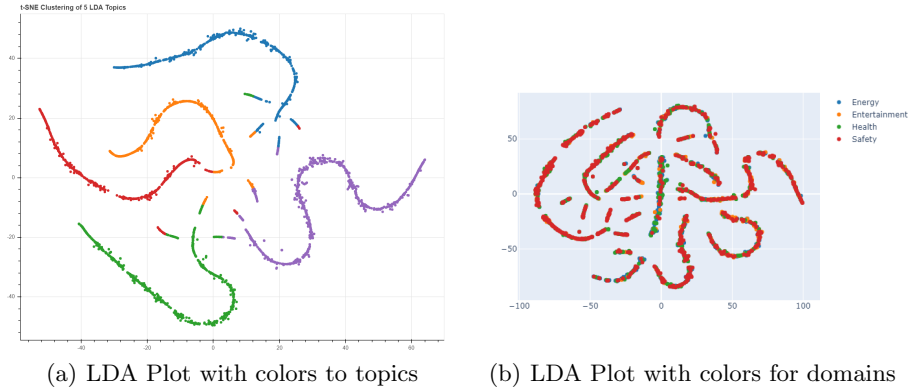 t-SNE Clustering of 5 LDA Topics
40
20
0
-20
-40
-40
-20
0
20
40
60
(a) LDA Plot with colors to topics
50
0
−50
−100
−50
0
50
100
Energy
Entertainment
Health
Safety
(b) LDA Plot with colors for domains